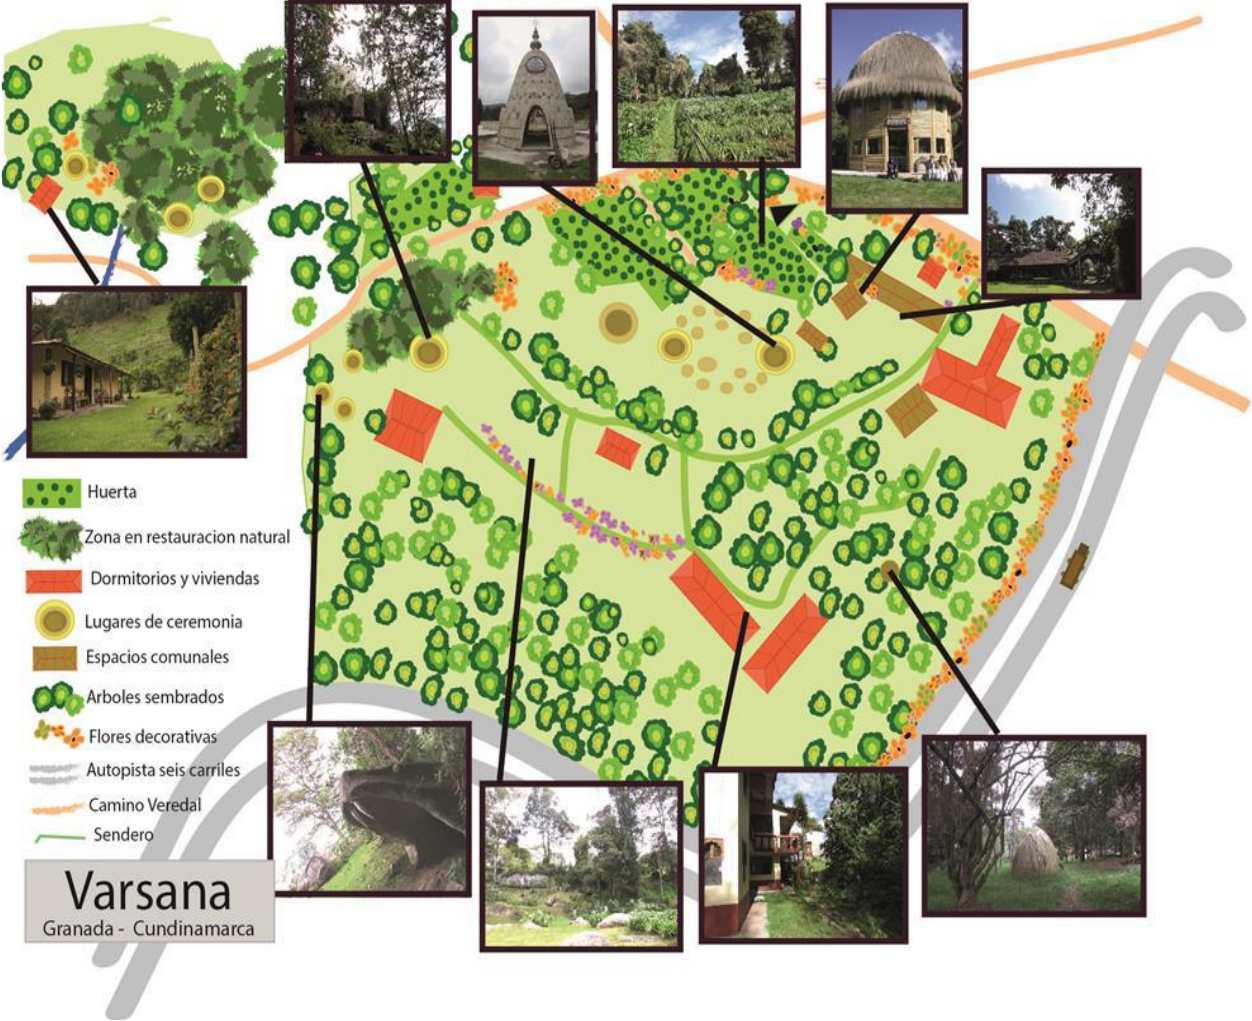 Huerta
Zona en restauracion natural
Dormitorios y viviendas
Lugares de ceremonia
Espacios comunales
Arboles sembrados
Flores decorativas
Autopista seis carriles
Camino Veredal
Sendero
Varsana
Granada - Cundinamarca